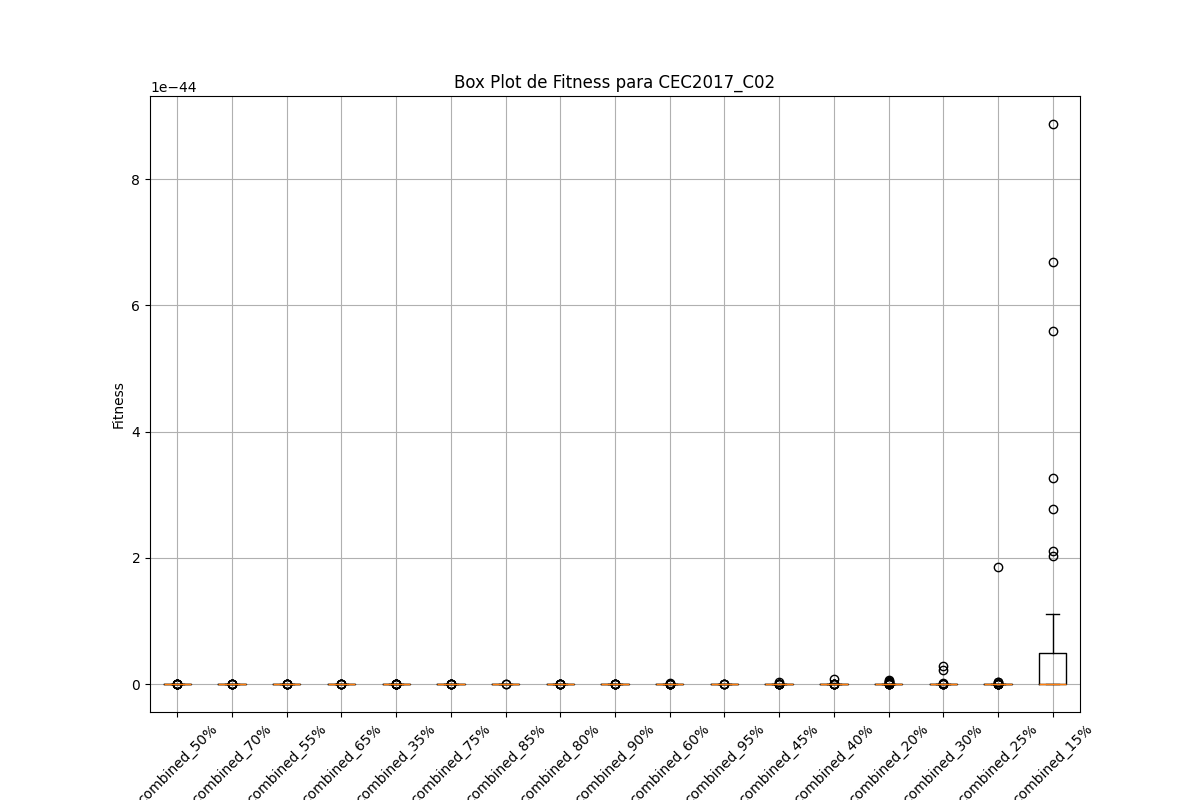 Box Plot de Fitness para CEC2017_C02
1e−44
8
6
4
2
0
Fitness
combined_50%
combined_70%
combined_55%
combined_65%
combined_35%
combined_75%
combined_85%
combined_80%
combined_90%
combined_60%
combined_95%
combined_45%
combined_40%
combined_20%
combined_30%
combined_25%
combined_15%